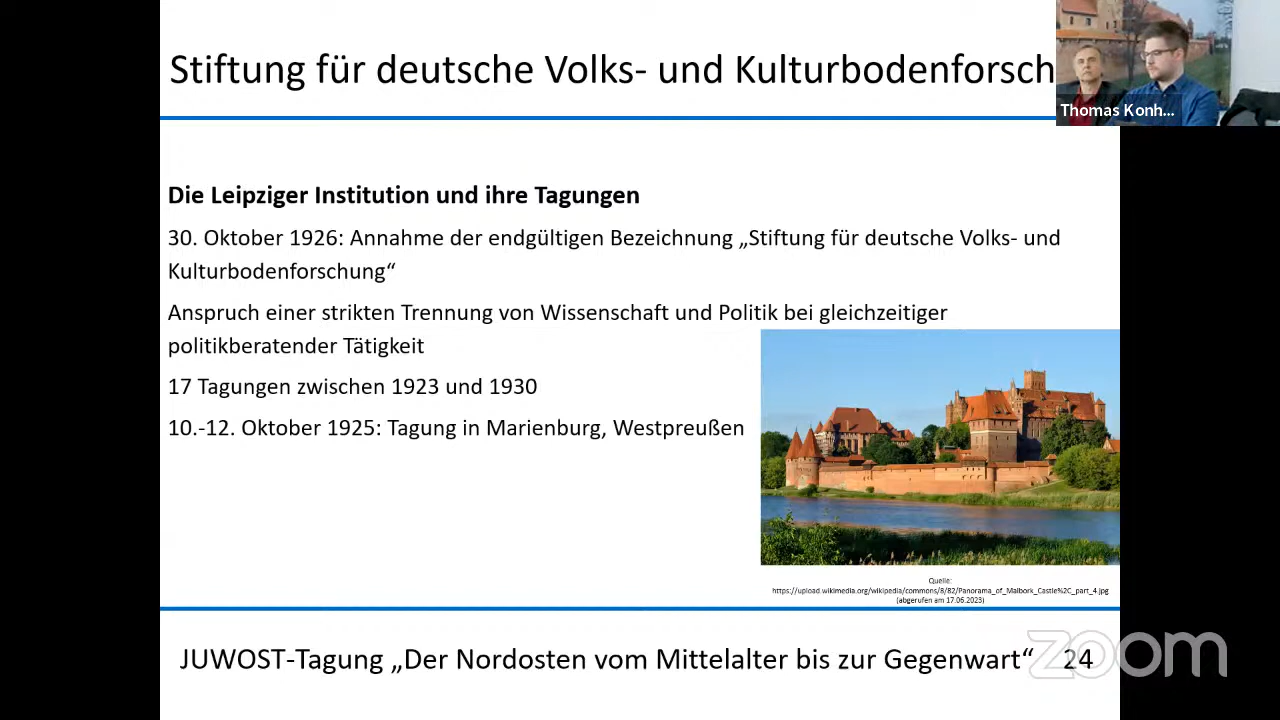 Stiftung für deutsche Volks- und Kulturbodenforsch
Thomas Konh...
Die Leipziger Institution und ihre Tagungen
30. Oktober 1926: Annahme der endgültigen Bezeichnung „Stiftung für deutsche Volks- und
Kulturbodenforschung“
Anspruch einer strikten Trennung von Wissenschaft und Politik bei gleichzeitiger
politikberatender Tätigkeit
17 Tagungen zwischen 1923 und 1930
10.-12. Oktober 1925: Tagung in Marienburg, Westpreußen
Quelle:
https://upload.wikimedia.org/wikipedia/commons/8/82/Panorama_of_Malbork_Castle%2C_part_4.jpg
(abgerufen am 17.06.2023)
JUWOST-Tagung „Der Nordosten vom Mittelalter bis zur Gegenwart“ 24
zoom